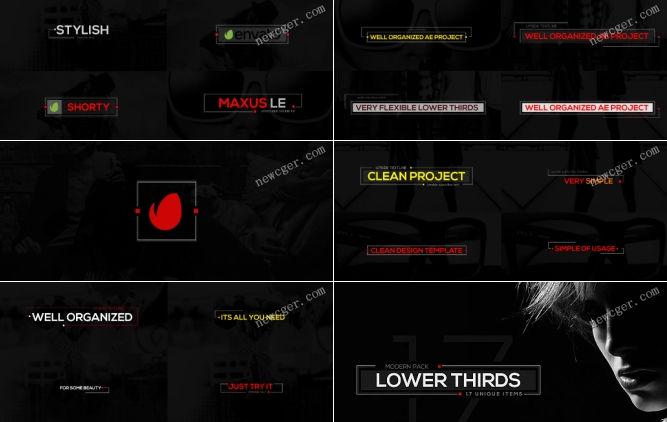 STYLISH
newcger.com
envato
SHORTY
MAXUS LE
newcger.com
WELL ORGANIZED AE PROJECT
WELL ORGANIZED AE PROJECT
VERY FLEXIBLE LOWER THIRDS
WELL ORGANIZED AE PROJECT
newcger.com
newcger.com
CLEAN PROJECT
VERY SIMPLE
CLEAN DESIGN TEMPLATE
SIMPLE OF USAGE
newcger.com
WELL ORGANIZED
ITS ALL YOU NEED
FOR SOME BEAUTY
JUST TRY IT
newcger.com
17
MODERN PACK
LOWER THIRDS
17 UNIQUE ITEMS